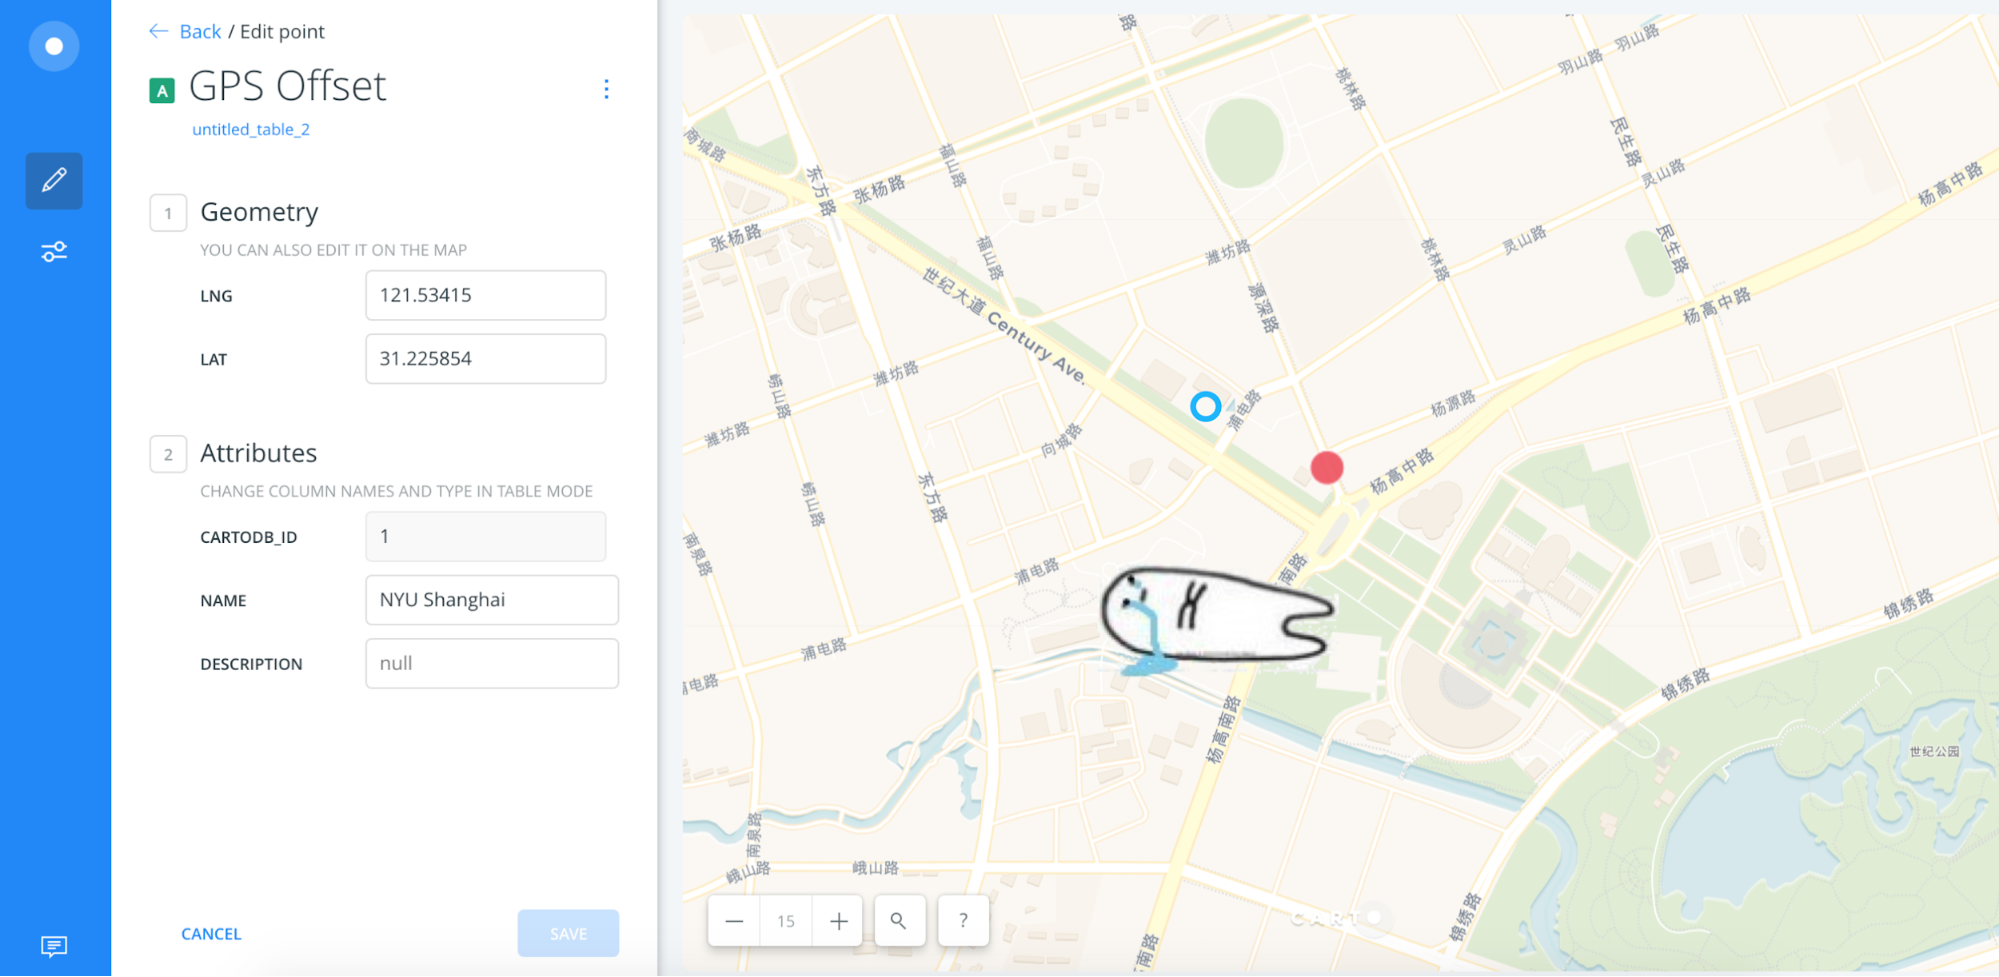 Back / Edit point
A GPS Offset
untitled_table_2
1 Geometry
YOU CAN ALSO EDIT IT ON THE MAP
LNG 121.53415
LAT 31.225854
2 Attributes
CHANGE COLUMN NAMES AND TYPE IN TABLE MODE
CARTODB_ID 1
NAME NYU Shanghai
DESCRIPTION null
CANCEL SAVE
商城路
东方路
张杨路
张杨路
福山路
福山路
桃林路
桃林路
羽山路
羽山路
民生路
民生路
灵山路
灵山路
杨高中路
杨高中路
潍坊路
源深路
世纪大道 Century Ave.
潍坊路
潍坊路
崂山路
崂山路
向城路
浦电路
杨源路
杨高中路
东方路
南泉路
浦电路
浦电路
浦电路
南路
锦绣路
锦绣路
杨高南路
世纪公园
南泉路
峨山路
峨山路
锦绣路
南路
15
?
CARTO